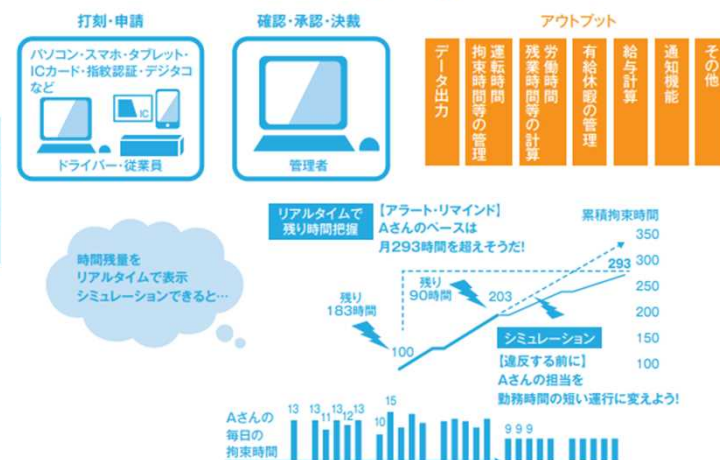 打刻・申請
パソコン・スマホ・タブレット・
ICカード・指紋認証・デジタコ
など
IC
ドライバー・従業員
確認・承認・決裁
管理者
アウトプット
データ出力
運転時間
拘束時間等の管理
労働時間
残業時間等の計算
有給休暇の管理
給与計算
通知機能
その他
時間残量を
リアルタイムで表示
シミュレーションできると…
リアルタイムで
残り時間把握
【アラート・リマインド】
Aさんのペースは
月293時間を超えそうだ!
累積拘束時間
350
300
250
200
150
100
293
残り
183時間
100
残り
90時間
203
シミュレーション
【違反する前に】
Aさんの担当を
勤務時間の短い運行に変えよう!
Aさんの
毎日の
拘束時間
13 13 11 13 12 13 10 15 9 9 9